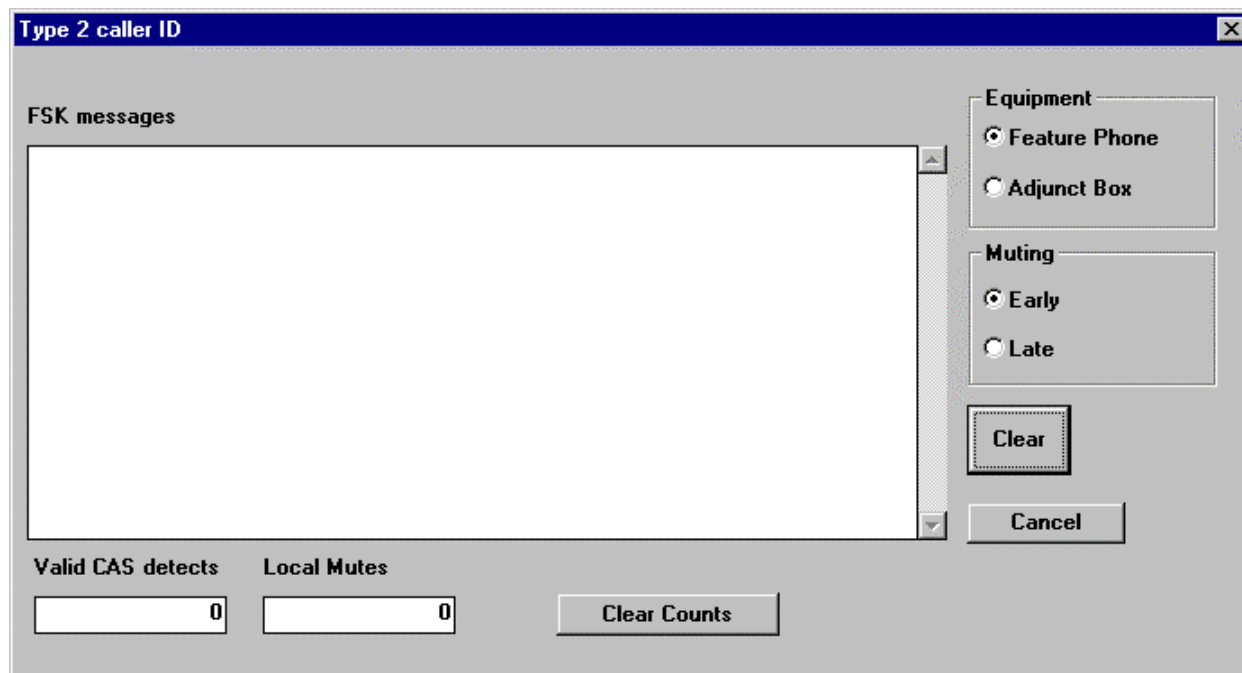 Type 2 caller ID
FSK messages
Equipment
Feature Phone
Adjunct Box
Muting
Early
Late
Clear
Cancel
Valid CAS detects
Local Mutes
0
0
Clear Counts